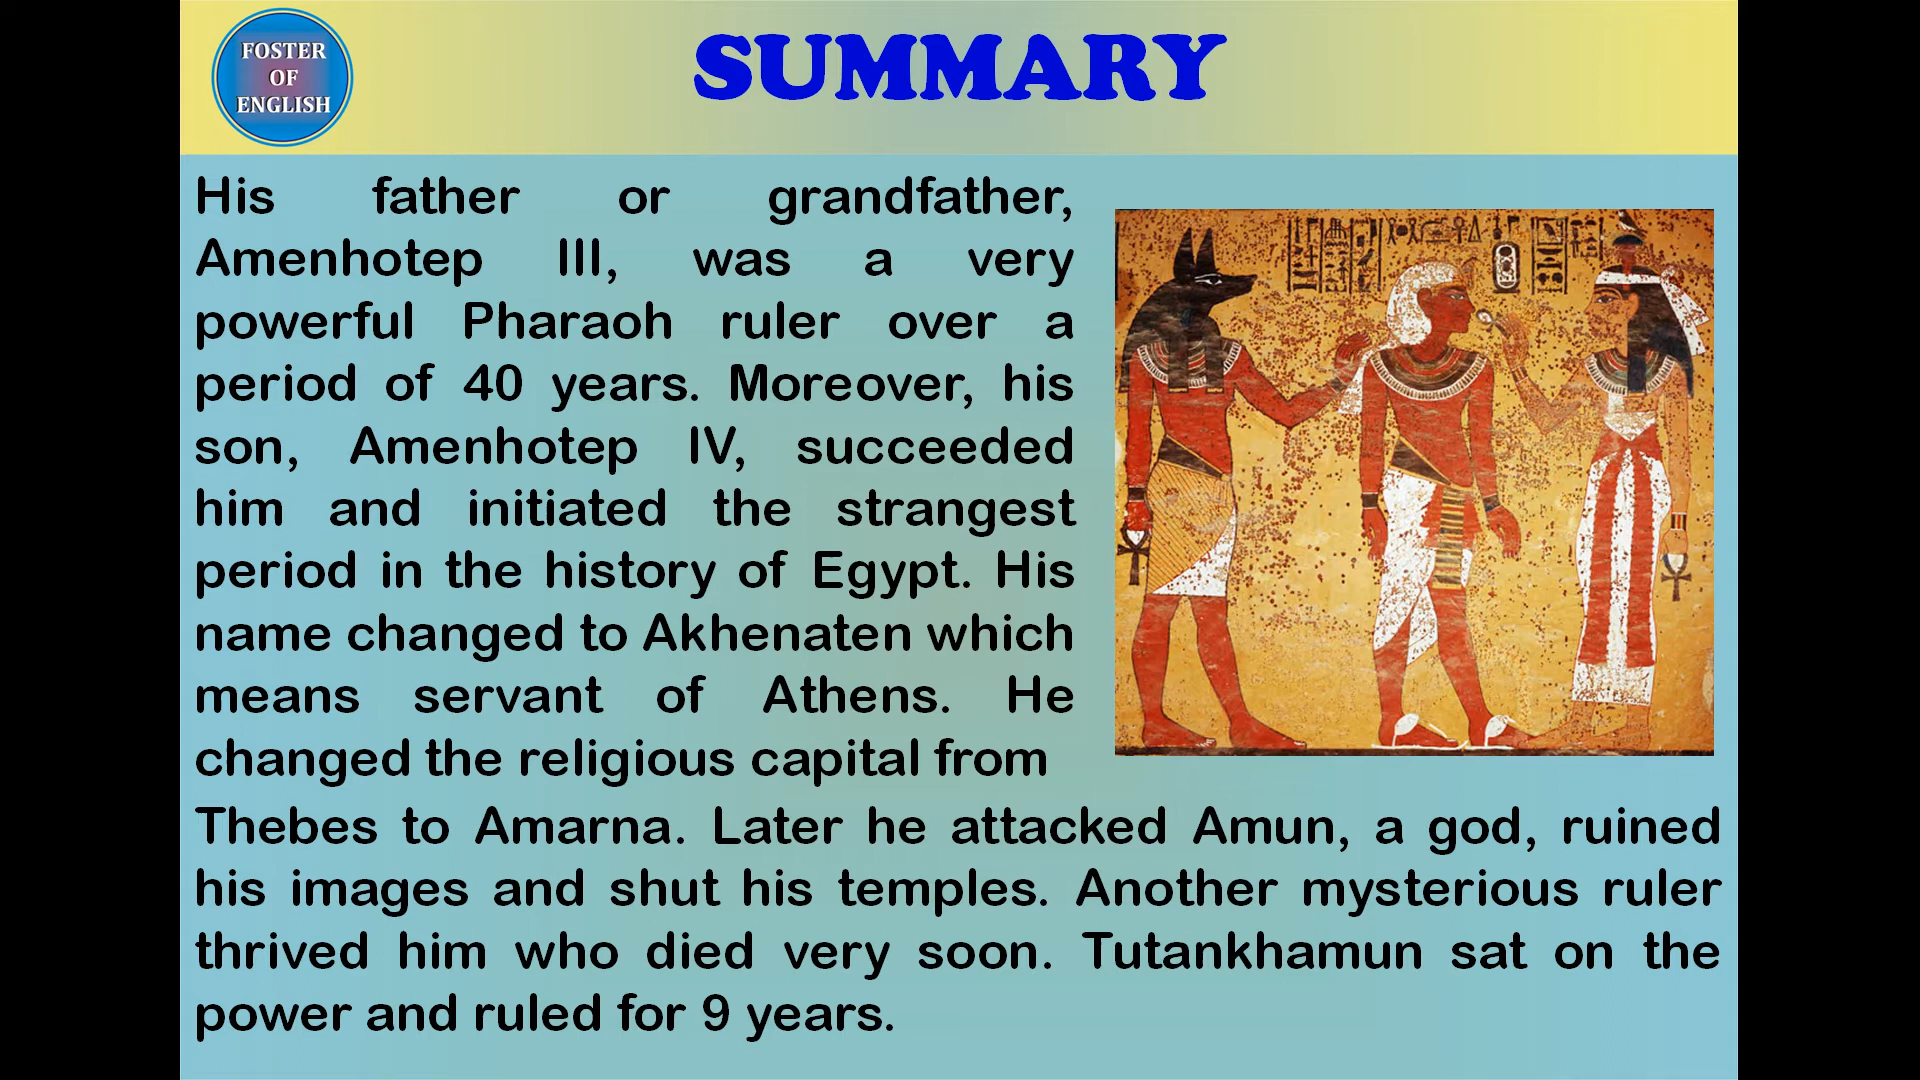 FOSTER
OF
ENGLISH
SUMMARY
His father or grandfather,
Amenhotep III, was a very
powerful Pharaoh ruler over a
period of 40 years. Moreover, his
son, Amenhotep IV, succeeded
him and initiated the strangest
period in the history of Egypt. His
name changed to Akhenaten which
means servant of Athens. He
changed the religious capital from
Thebes to Amarna. Later he attacked Amun, a god, ruined
his images and shut his temples. Another mysterious ruler
thrived him who died very soon. Tutankhamun sat on the
power and ruled for 9 years.